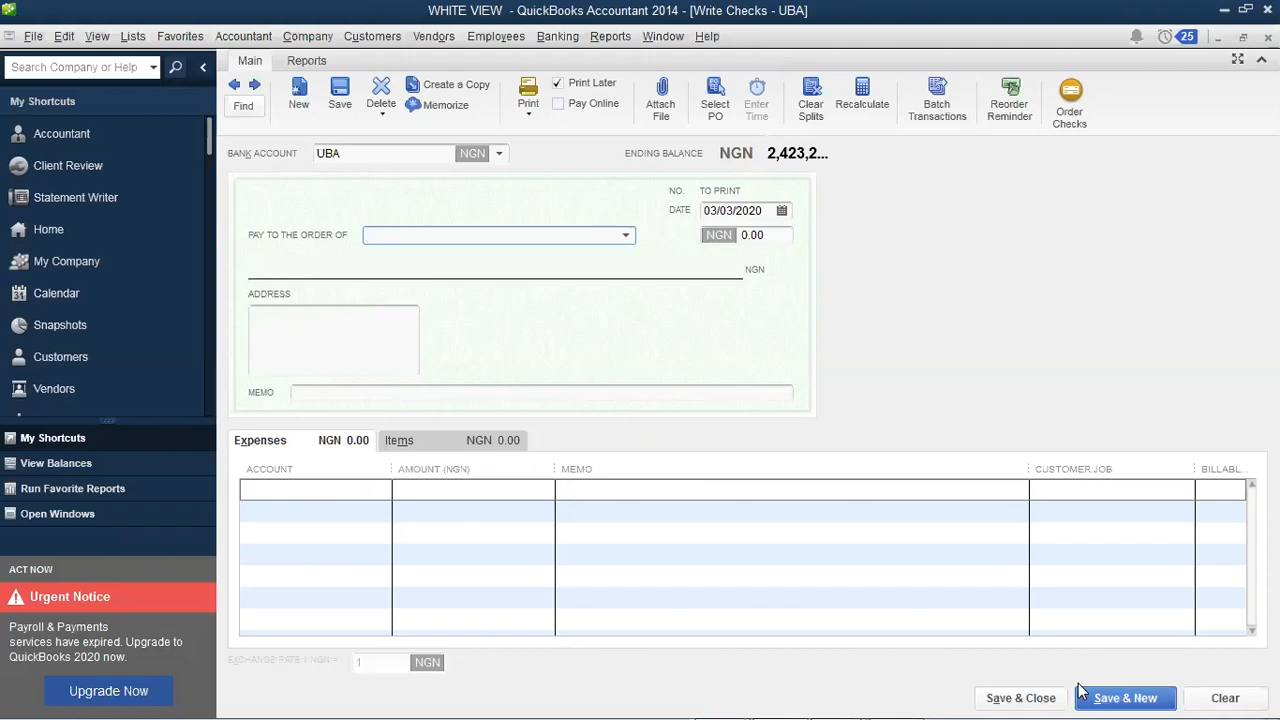 WHITE VIEW - QuickBooks Accountant 2014 - [Write Checks - UBA]
File Edit View Lists Favorites Accountant Company Customers Vendors Employees Banking Reports Window Help 25
Search Company or Help
Main Reports
My Shortcuts
Accountant
Client Review
Statement Writer
Home
My Company
Calendar
24
Snapshots
Customers
Vendors
My Shortcuts
View Balances
Run Favorite Reports
Open Windows
ACT NOW
Urgent Notice
Payroll & Payments
services have expired. Upgrade to
QuickBooks 2020 now.
Upgrade Now
Find
New
Save
Delete
Create a Copy
Memorize
Print
Print Later
Pay Online
Attach
File
Select
PO
Enter
Time
Clear
Splits
Recalculate
Batch
Transactions
Reorder
Reminder
Order
Checks
BANK ACCOUNT UBA NGN ENDING BALANCE NGN 2,423,2...
NO. TO PRINT
DATE 03/03/2020
PAY TO THE ORDER OF NGN 0.00
NGN
ADDRESS
MEMO
Expenses NGN 0.00 Items NGN 0.00
ACCOUNT AMOUNT (NGN) MEMO CUSTOMER:JOB BILLABL...
1 NGN
Save & Close Save & New Clear